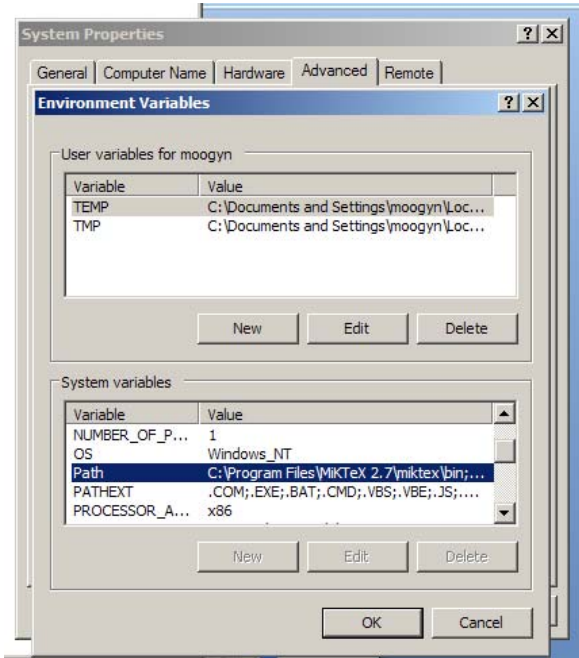 System Properties
General Computer Name Hardware Advanced Remote
Environment Variables
User variables for moogyn
Variable Value
TEMP C:\Documents and Settings\moogyn\Loc...
TMP C:\Documents and Settings\moogyn\Loc...
New Edit Delete
System variables
Variable Value
NUMBER_OF_P... 1
OS Windows_NT
Path C:\Program Files\MiKTeX 2.7\miktex\bin;...
PATHEXT .COM;.EXE;.BAT;.CMD;.VBS;.VBE;.JS;....
PROCESSOR_A... x86
New Edit Delete
OK Cancel